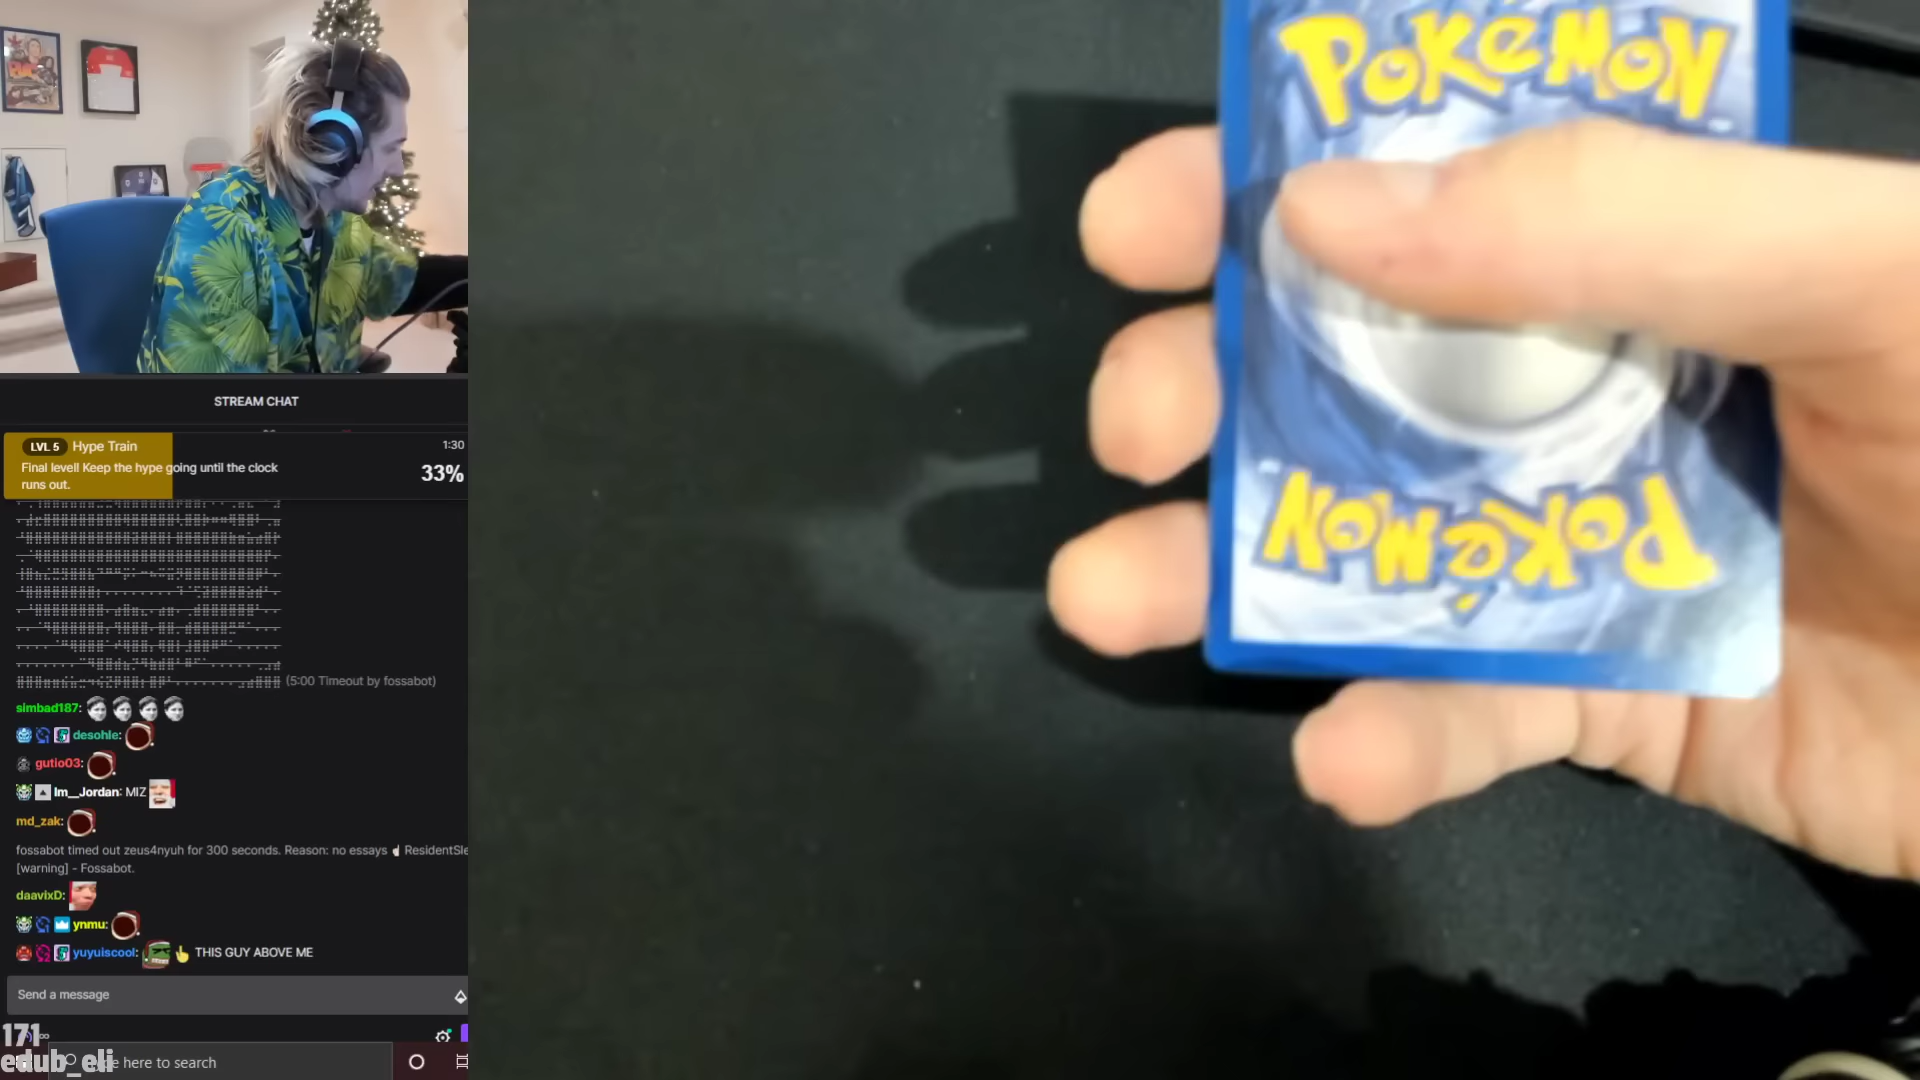 POKÉMON
POKÉMON
STREAM CHAT
LVL 5 Hype Train 1:30
Final level! Keep the hype going until the clock
runs out.
33%
(5:00 Timeout by fossabot)
simbad187:
desohle:
gutio03:
Im__Jordan: MIZ
md_zak:
fossabot timed out zeus4nyuh for 300 seconds. Reason: no essays ResidentSle
[warning] - Fossabot.
daavixD:
ynmu:
yuyuiscool: THIS GUY ABOVE ME
Send a message
171
edub_eli
here to search